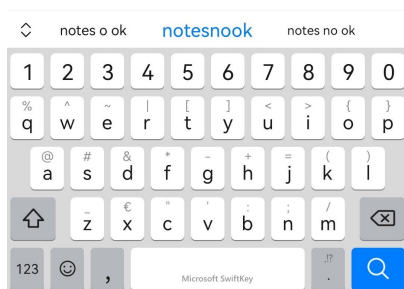 notes o ok notesnook notes no ok
1 2 3 4 5 6 7 8 9 0
% ^ ~ | [ ] < > { }
q w e r t y u i o p
@ # & * - + = ( )
a s d f g h j k l
_ € " ' : ; /
z x c v b n m
123 , Microsoft SwiftKey ,!? .